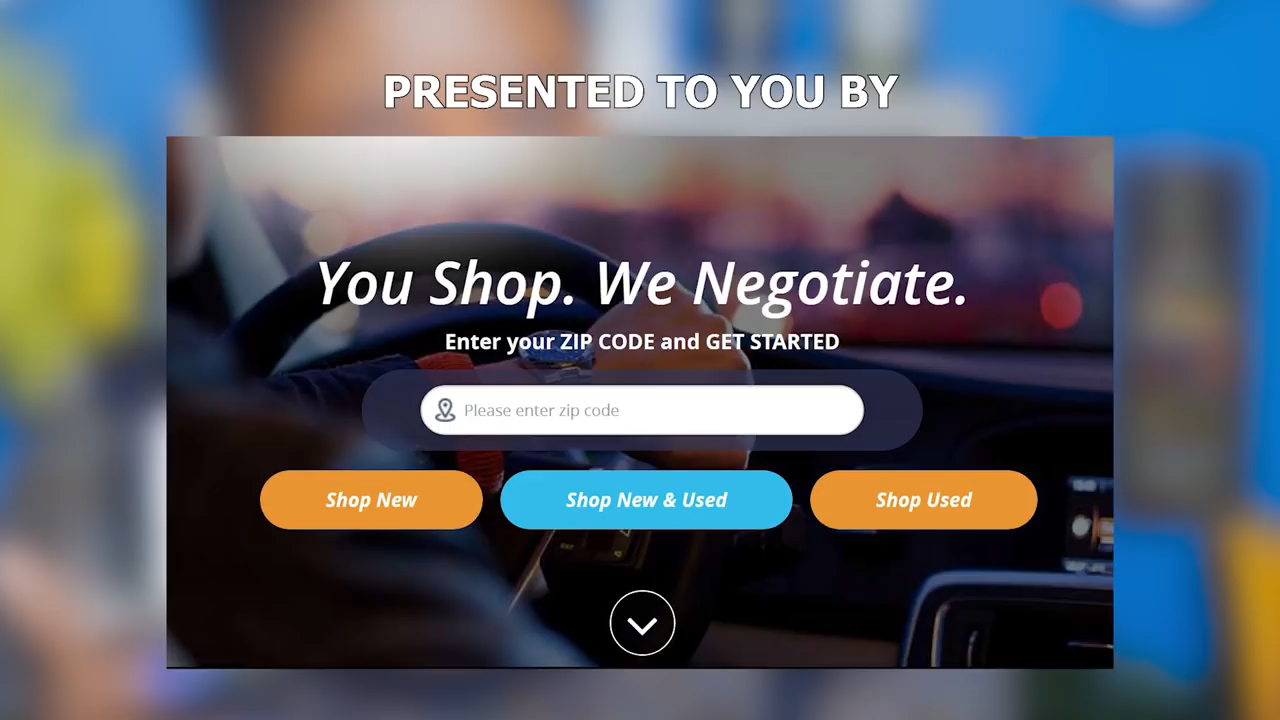 PRESENTED TO YOU BY
You Shop. We Negotiate.
Enter your ZIP CODE and GET STARTED
Please enter zip code
Shop New
Shop New & Used
Shop Used